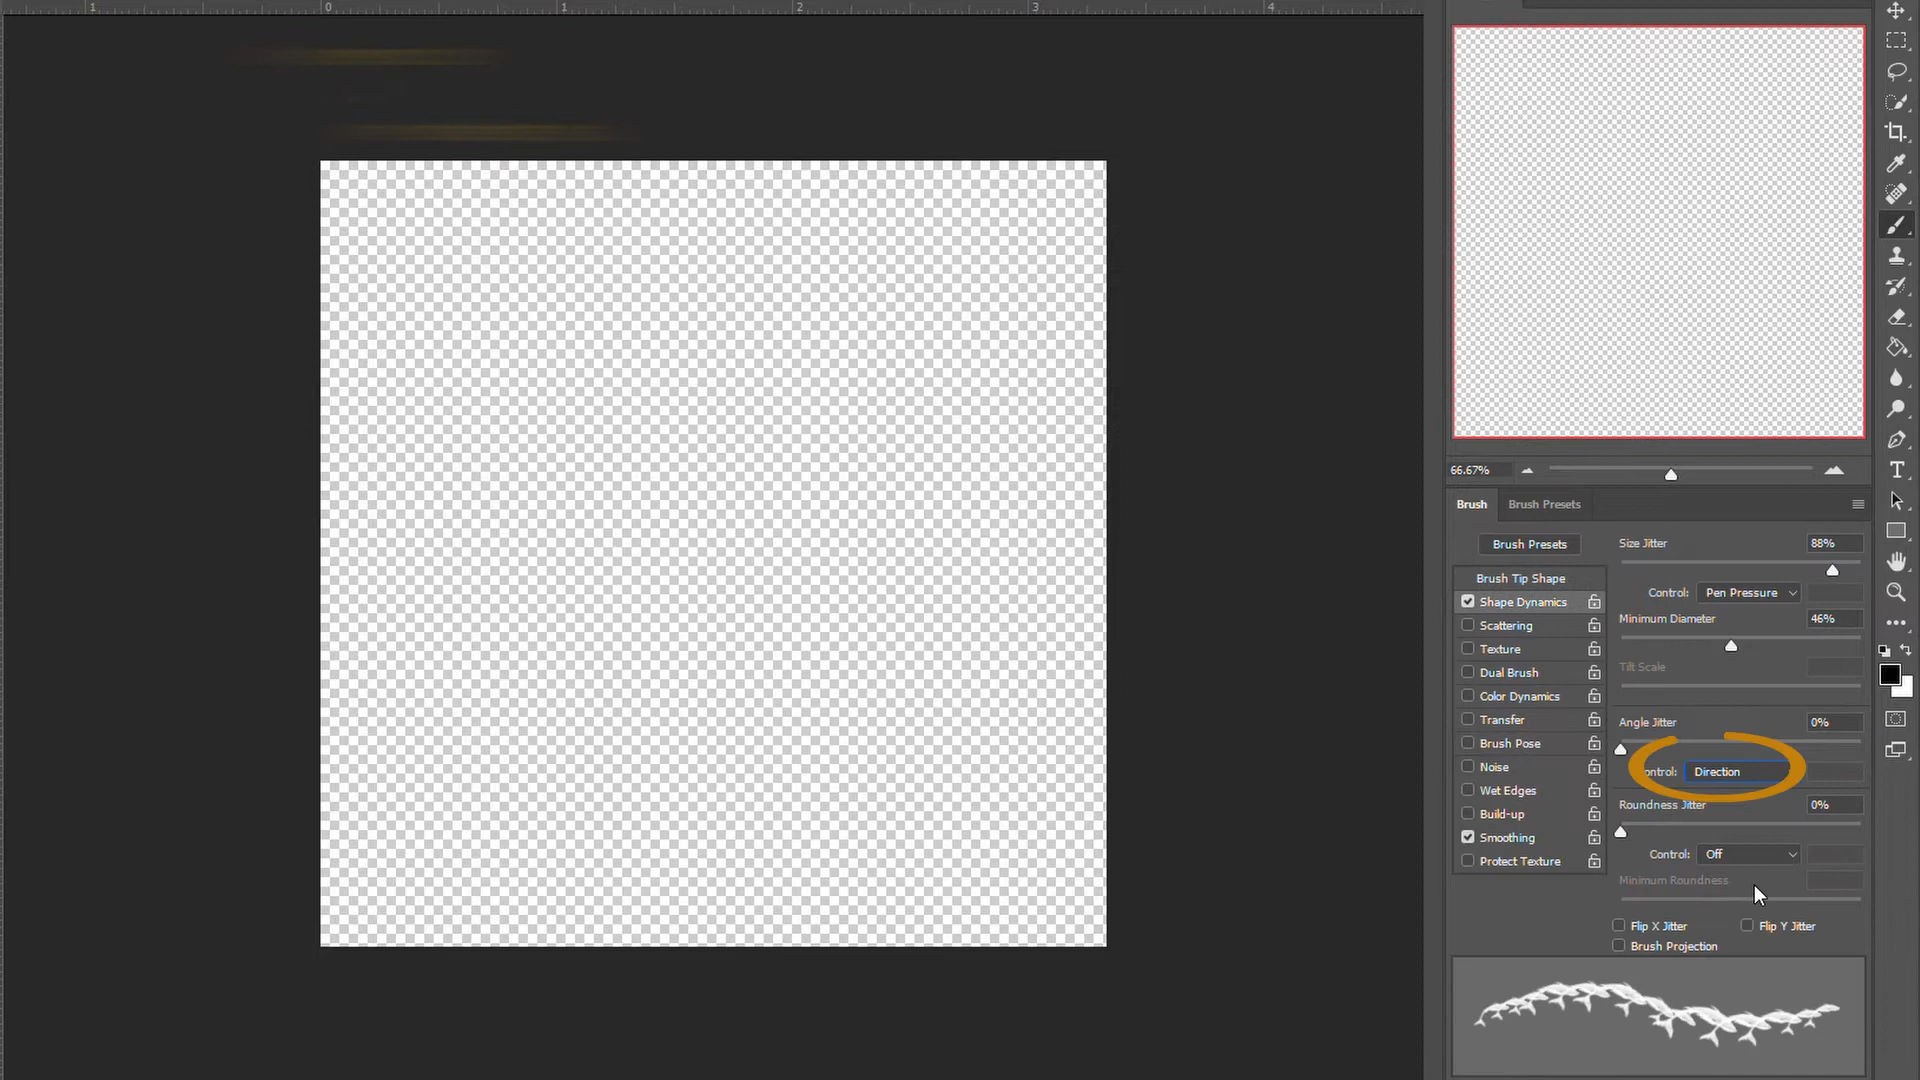 1 0 1 2 3 4
66.67%
Brush Brush Presets
Brush Presets
Brush Tip Shape
Shape Dynamics
Scattering
Texture
Dual Brush
Color Dynamics
Transfer
Brush Pose
Noise
Wet Edges
Build-up
Smoothing
Protect Texture
Size Jitter 88%
Control: Pen Pressure
Minimum Diameter 46%
Tilt Scale
Angle Jitter 0%
ontrol: Direction
Roundness Jitter 0%
Control: Off
Minimum Roundness
Flip X Jitter Flip Y Jitter
Brush Projection